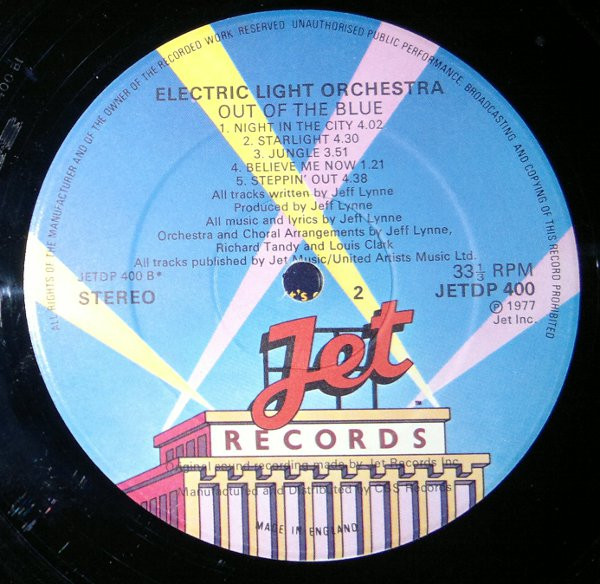 ALL RIGHTS OF THE MANUFACTURER AND OF THE OWNER OF THE RECORDED WORK RESERVED UNAUTHORISED PUBLIC PERFORMANCE, BROADCASTING AND COPYING OF THIS RECORD PROHIBITED
ELECTRIC LIGHT ORCHESTRA
OUT OF THE BLUE
1. NIGHT IN THE CITY 4.02
2. STARLIGHT 4.30
3. JUNGLE 3.51
4. BELIEVE ME NOW 1.21
5. STEPPIN' OUT 4.38
All tracks written by Jeff Lynne
Produced by Jeff Lynne
All music and lyrics by Jeff Lynne
Orchestra and Choral Arrangements by Jeff Lynne,
Richard Tandy and Louis Clark
All tracks published by Jet Music/United Artists Music Ltd.
JETDP 400 B*
STEREO
2
33⅓ RPM
JETDP 400
℗ 1977
Jet Inc.
Jet
RECORDS
Original sound recording made by Jet Records Inc.
Manufactured and Distributed by CBS Records
MADE IN ENGLAND